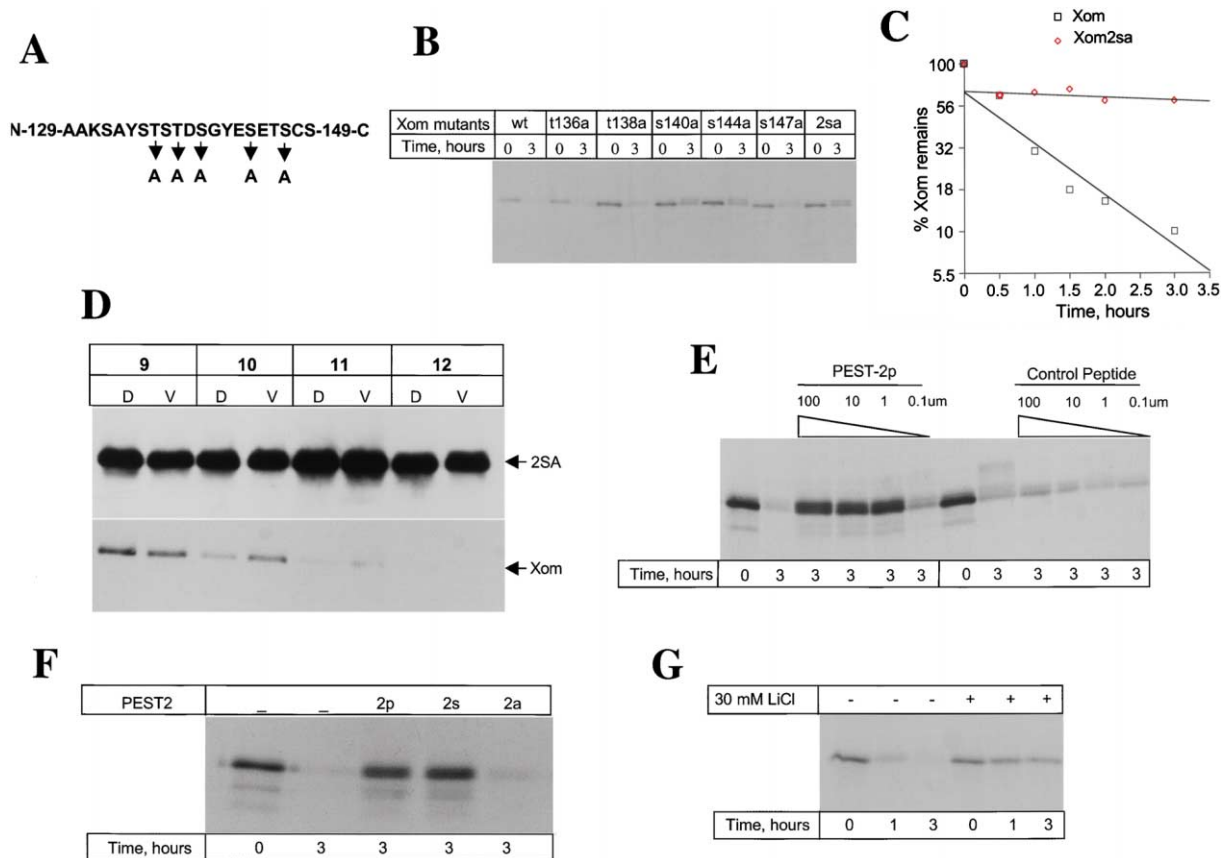 A
N-129-AAKSAYSTSTDSGYESETSCS-149-C
A A A A A
B
Xom mutants wt t136a t138a s140a s144a s147a 2sa
Time, hours 0 3 0 3 0 3 0 3 0 3 0 3 0 3
C
Xom
Xom2sa
% Xom remains
100
56
32
18
10
5.5
0 0.5 1.0 1.5 2.0 2.5 3.0 3.5
Time, hours
D
9 10 11 12
D V D V D V D V
2SA
Xom
E
PEST-2p Control Peptide
100 10 1 0.1um 100 10 1 0.1um
Time, hours 0 3 3 3 3 3 0 3 3 3 3 3
F
PEST2 _ _ 2p 2s 2a
Time, hours 0 3 3 3 3
G
30 mM LiCl - - - + + +
Time, hours 0 1 3 0 1 3